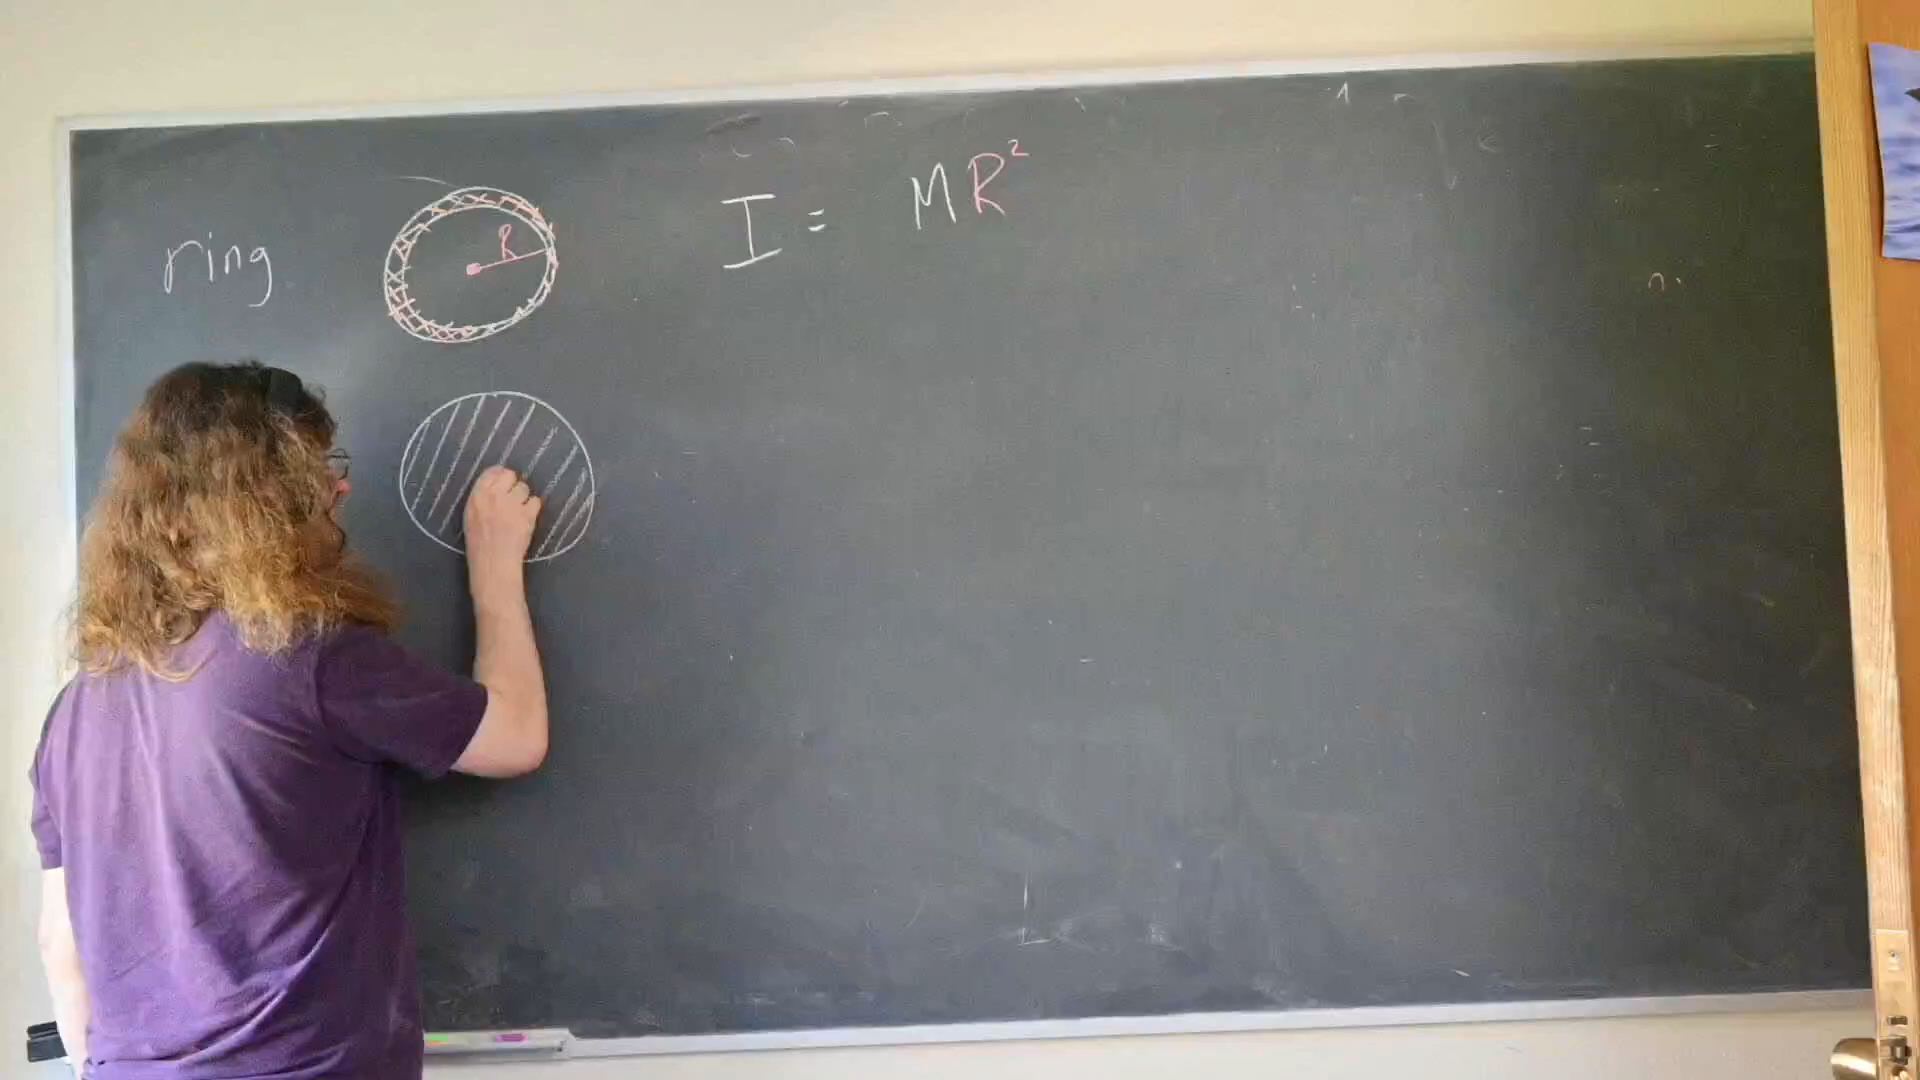 ring
R
I = MR²